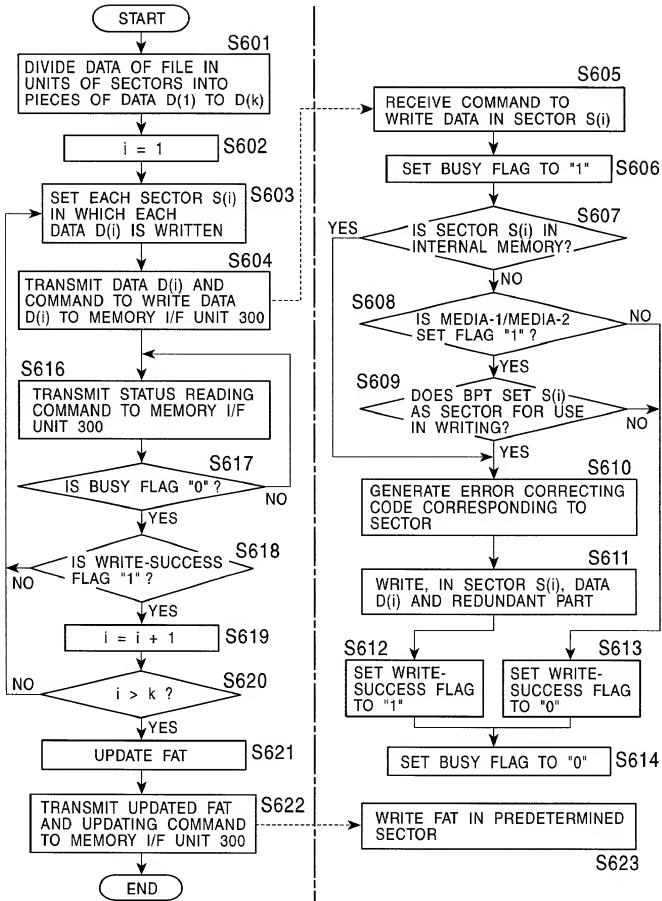 START
S601
DIVIDE DATA OF FILE IN
UNITS OF SECTORS INTO
PIECES OF DATA D(1) TO D(k)
i = 1
S602
S603
SET EACH SECTOR S(i)
IN WHICH EACH
DATA D(i) IS WRITTEN
S604
TRANSMIT DATA D(i) AND
COMMAND TO WRITE DATA
D(i) TO MEMORY I/F UNIT 300
S616
TRANSMIT STATUS READING
COMMAND TO MEMORY I/F
UNIT 300
S617
IS BUSY FLAG "0" ?
NO
YES
S618
IS WRITE-SUCCESS
FLAG "1" ?
NO
YES
i = i + 1
S619
NO
S620
i > k ?
YES
UPDATE FAT
S621
TRANSMIT UPDATED FAT
AND UPDATING COMMAND
TO MEMORY I/F UNIT 300
S622
END
S605
RECEIVE COMMAND TO
WRITE DATA IN SECTOR S(i)
SET BUSY FLAG TO "1"
S606
S607
YES
IS SECTOR S(i) IN
INTERNAL MEMORY?
NO
S608
NO
IS MEDIA-1/MEDIA-2
SET FLAG "1" ?
YES
S609
DOES BPT SET S(i)
AS SECTOR FOR USE
IN WRITING?
NO
YES
S610
GENERATE ERROR CORRECTING
CODE CORRESPONDING TO
SECTOR
S611
WRITE, IN SECTOR S(i), DATA
D(i) AND REDUNDANT PART
S612
SET WRITE-
SUCCESS FLAG
TO "1"
S613
SET WRITE-
SUCCESS FLAG
TO "0"
SET BUSY FLAG TO "0"
S614
WRITE FAT IN PREDETERMINED
SECTOR
S623